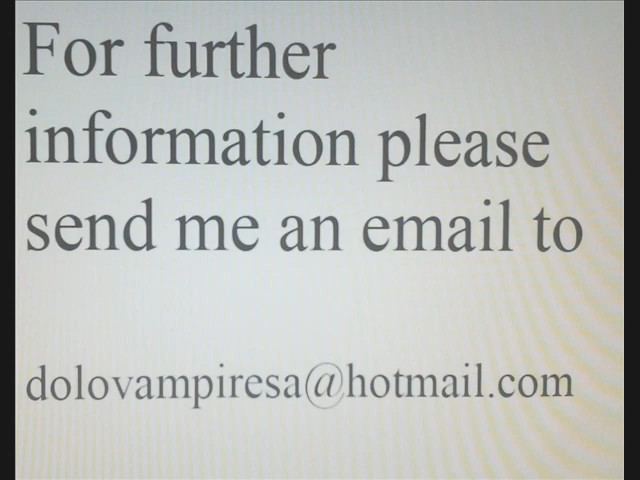 For further
information please
send me an email to
dolovampiresa@hotmail.com